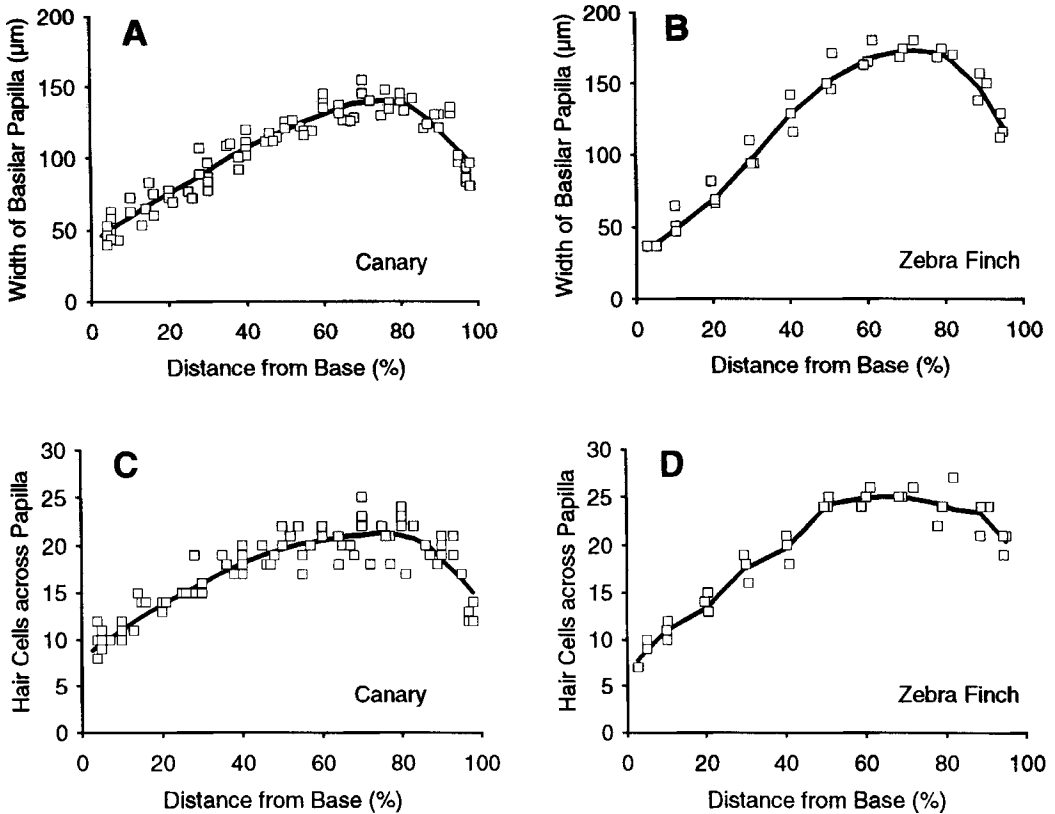 A
Width of Basilar Papilla (µm)
200
150
100
50
0
Canary
0 20 40 60 80 100
Distance from Base (%)
B
Width of Basilar Papilla (µm)
200
150
100
50
0
Zebra Finch
0 20 40 60 80 100
Distance from Base (%)
C
Hair Cells across Papilla
30
25
20
15
10
5
0
Canary
0 20 40 60 80 100
Distance from Base (%)
D
Hair Cells across Papilla
30
25
20
15
10
5
0
Zebra Finch
0 20 40 60 80 100
Distance from Base (%)